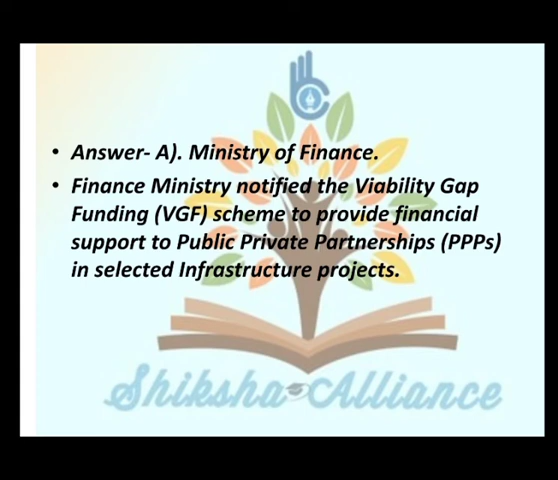 • Answer- A). Ministry of Finance.
• Finance Ministry notified the Viability Gap
Funding (VGF) scheme to provide financial
support to Public Private Partnerships (PPPs)
in selected Infrastructure projects.
Shiksha Alliance